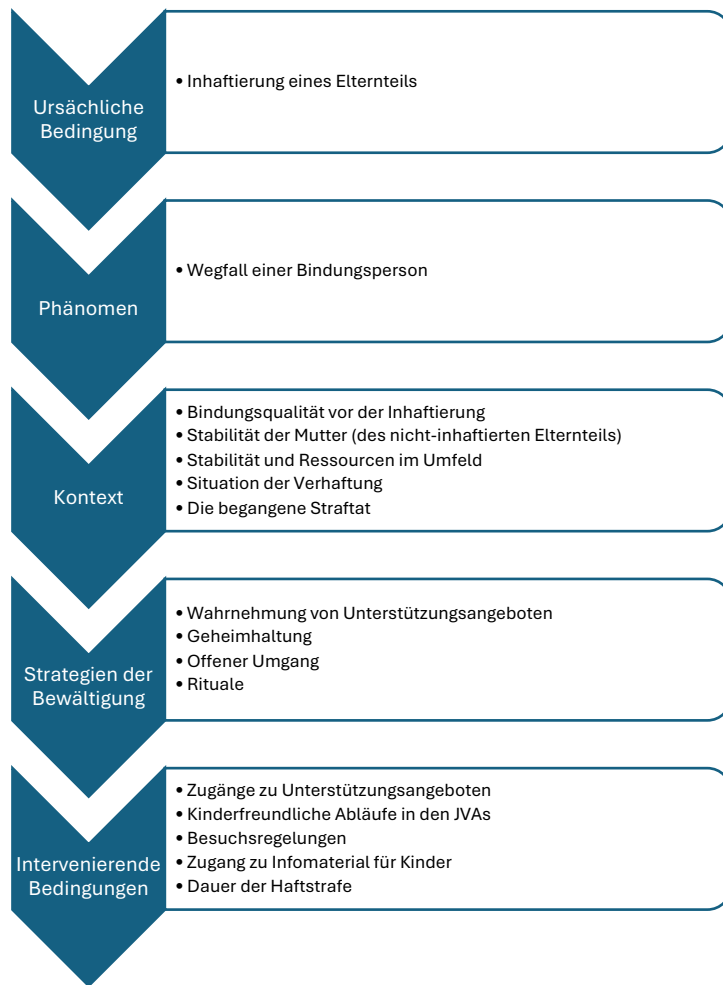 Ursächliche
Bedingung
• Inhaftierung eines Elternteils
Phänomen
• Wegfall einer Bindungsperson
Kontext
• Bindungsqualität vor der Inhaftierung
• Stabilität der Mutter (des nicht-inhaftierten Elternteils)
• Stabilität und Ressourcen im Umfeld
• Situation der Verhaftung
• Die begangene Straftat
Strategien der
Bewältigung
• Wahrnehmung von Unterstützungsangeboten
• Geheimhaltung
• Offener Umgang
• Rituale
Intervenierende
Bedingungen
• Zugänge zu Unterstützungsangeboten
• Kinderfreundliche Abläufe in den JVAs
• Besuchsregelungen
• Zugang zu Infomaterial für Kinder
• Dauer der Haftstrafe